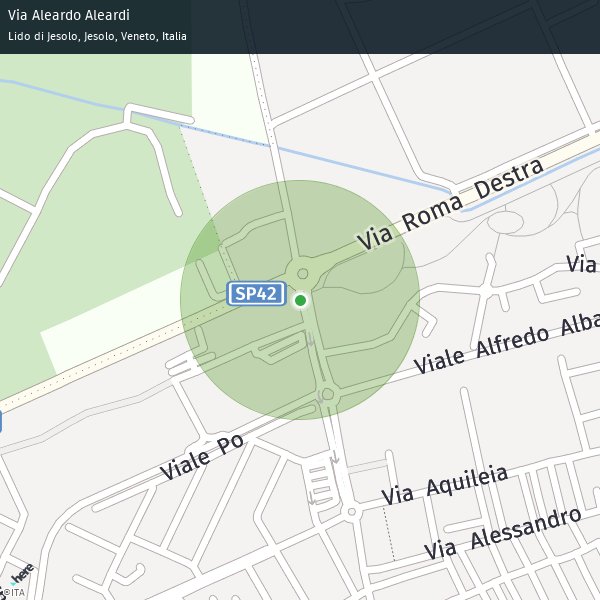 Via Aleardo Aleardi
Lido di Jesolo, Jesolo, Veneto, Italia
Via Roma Destra
Via
SP42
Viale Alfredo Alba
Viale Po
Via Aquileia
Via Alessandro
here
©ITA